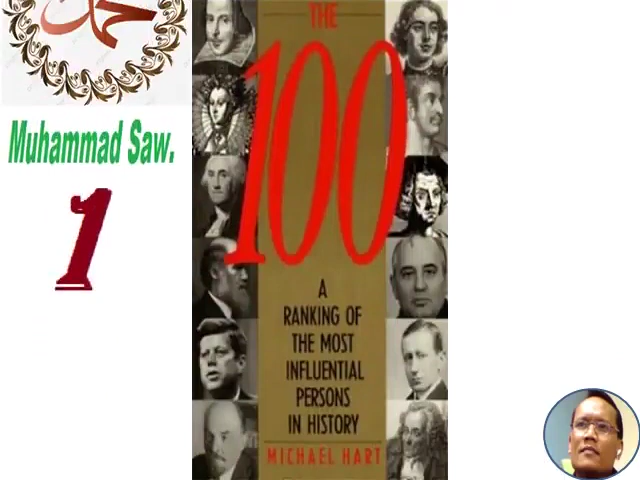 محمد
Muhammad Saw.
1
THE
100
A
RANKING OF
THE MOST
INFLUENTIAL
PERSONS
IN HISTORY
MICHAEL HART